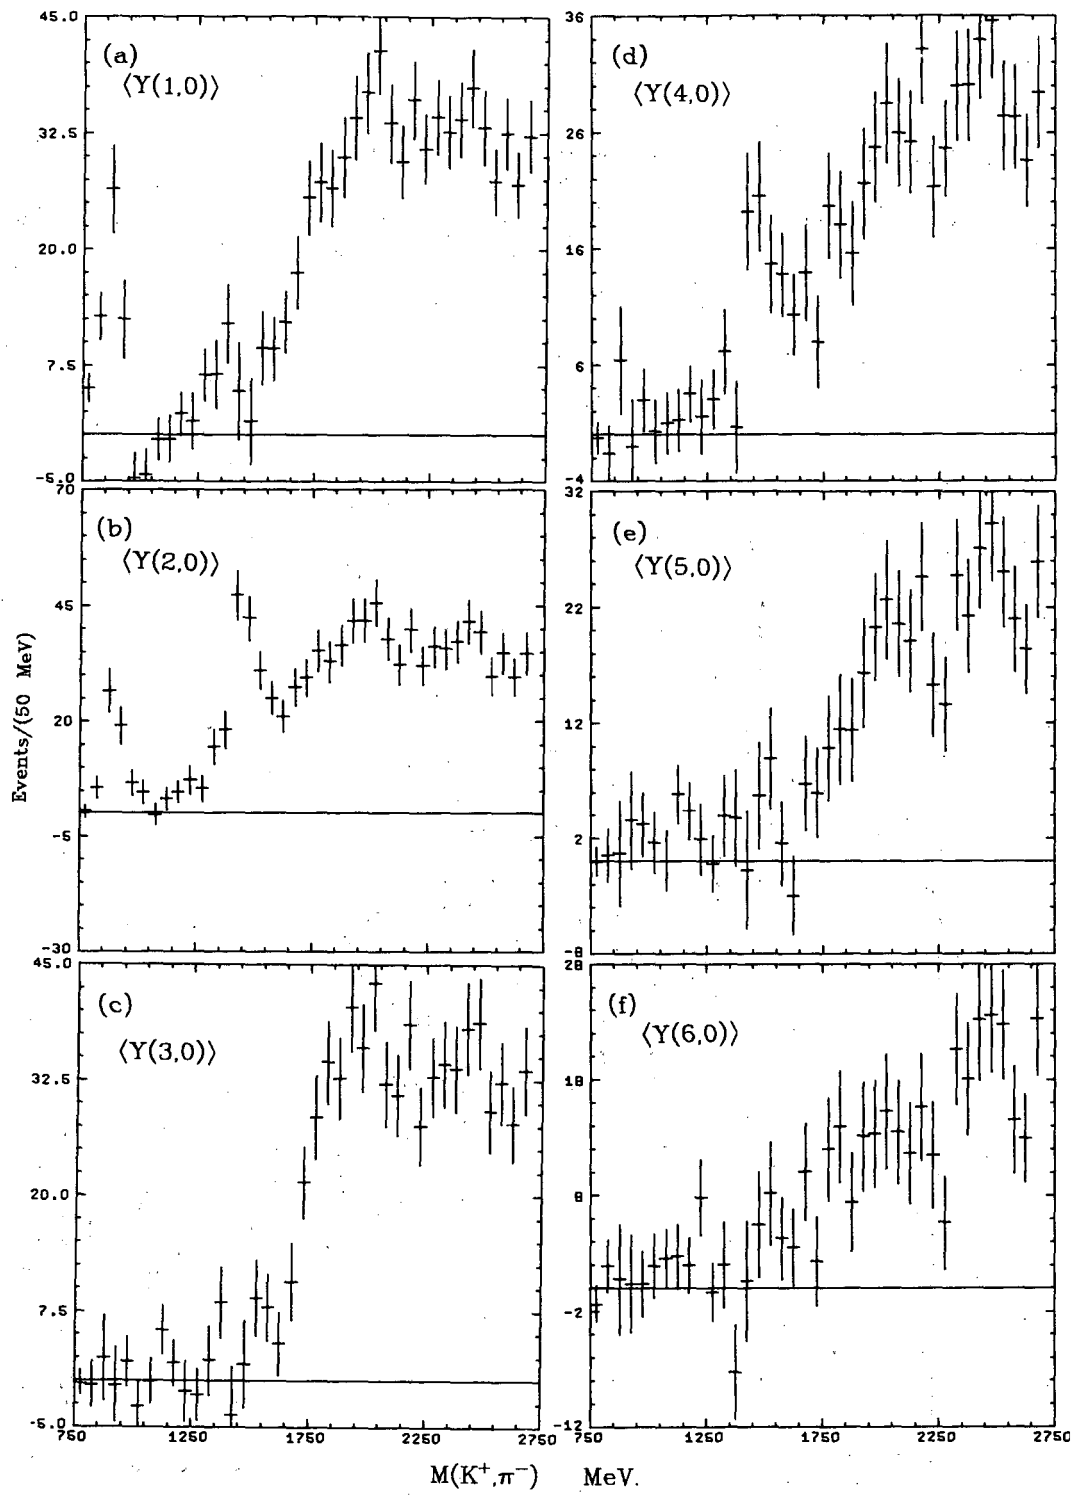 45.0
(a)
⟨Y(1,0)⟩
32.5
20.0
7.5
-5.0
70
(b)
⟨Y(2,0)⟩
45
20
-5
-30
Events/(50 MeV)
45.0
(c)
⟨Y(3,0)⟩
32.5
20.0
7.5
-5.0
750 1250 1750 2250 2750
36
(d)
⟨Y(4,0)⟩
26
16
6
-4
32
(e)
⟨Y(5,0)⟩
22
12
2
-8
28
(f)
⟨Y(6,0)⟩
18
8
-2
-12
750 1250 1750 2250 2750
M(K⁺,π⁻) MeV.